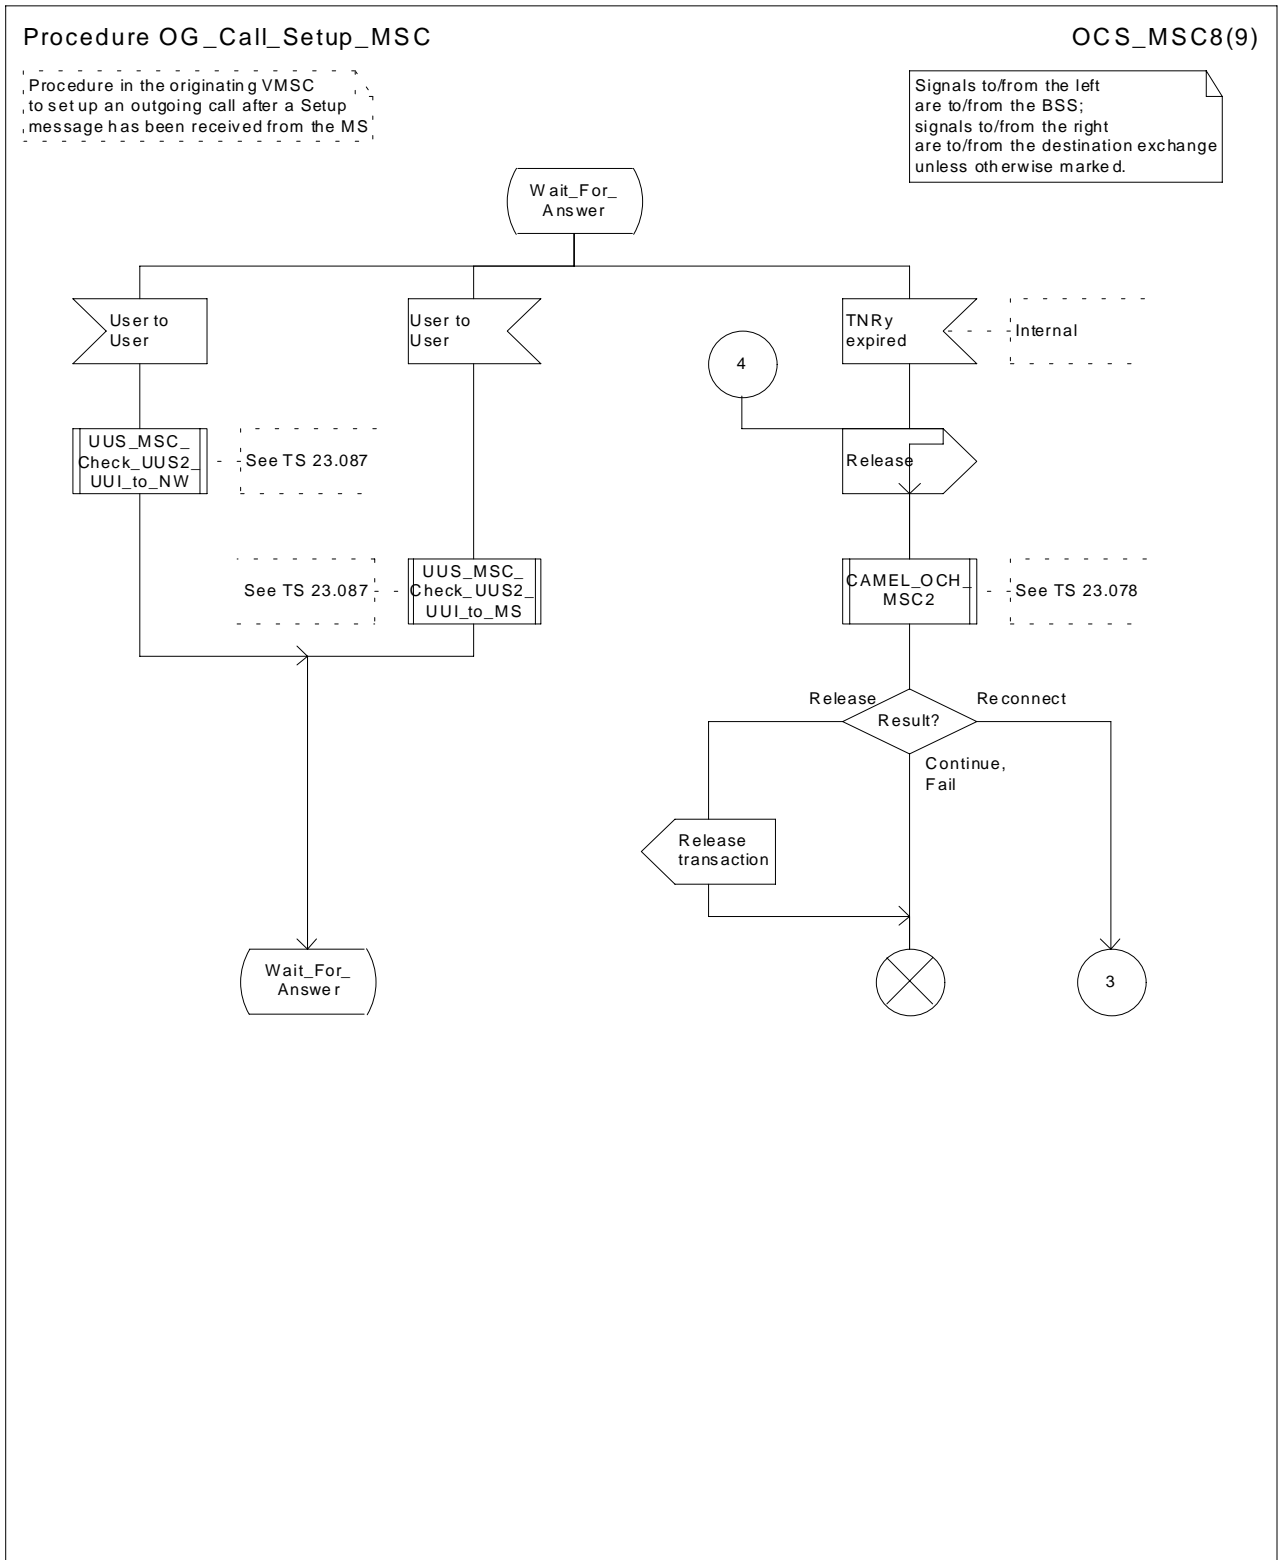 Procedure OG_Call_Setup_MSC
OCS_MSC8(9)
Procedure in the originating VMSC
to set up an outgoing call after a Setup
message has been received from the MS
Signals to/from the left
are to/from the BSS;
signals to/from the right
are to/from the destination exchange
unless otherwise marked.
Wait_For_
Answer
User to
User
User to
User
TNRy
expired
Internal
4
UUS_MSC_
Check_UUS2_
UUI_to_NW
See TS 23.087
Release
See TS 23.087
UUS_MSC_
Check_UUS2_
UUI_to_MS
CAMEL_OCH_
MSC2
See TS 23.078
Release
Result?
Reconnect
Continue,
Fail
Release
transaction
Wait_For_
Answer
3